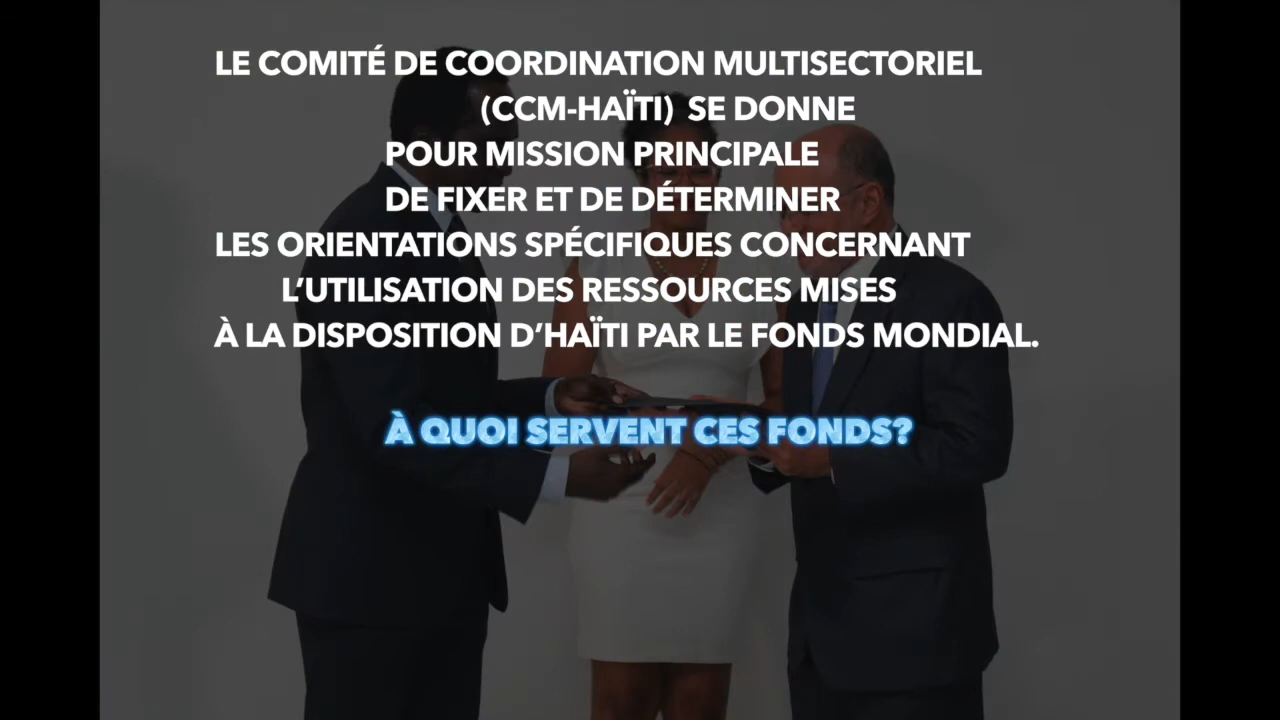 LE COMITÉ DE COORDINATION MULTISECTORIEL
(CCM-HAÏTI) SE DONNE
POUR MISSION PRINCIPALE
DE FIXER ET DE DÉTERMINER
LES ORIENTATIONS SPÉCIFIQUES CONCERNANT
L’UTILISATION DES RESSOURCES MISES
À LA DISPOSITION D’HAÏTI PAR LE FONDS MONDIAL.
À QUOI SERVENT CES FONDS?